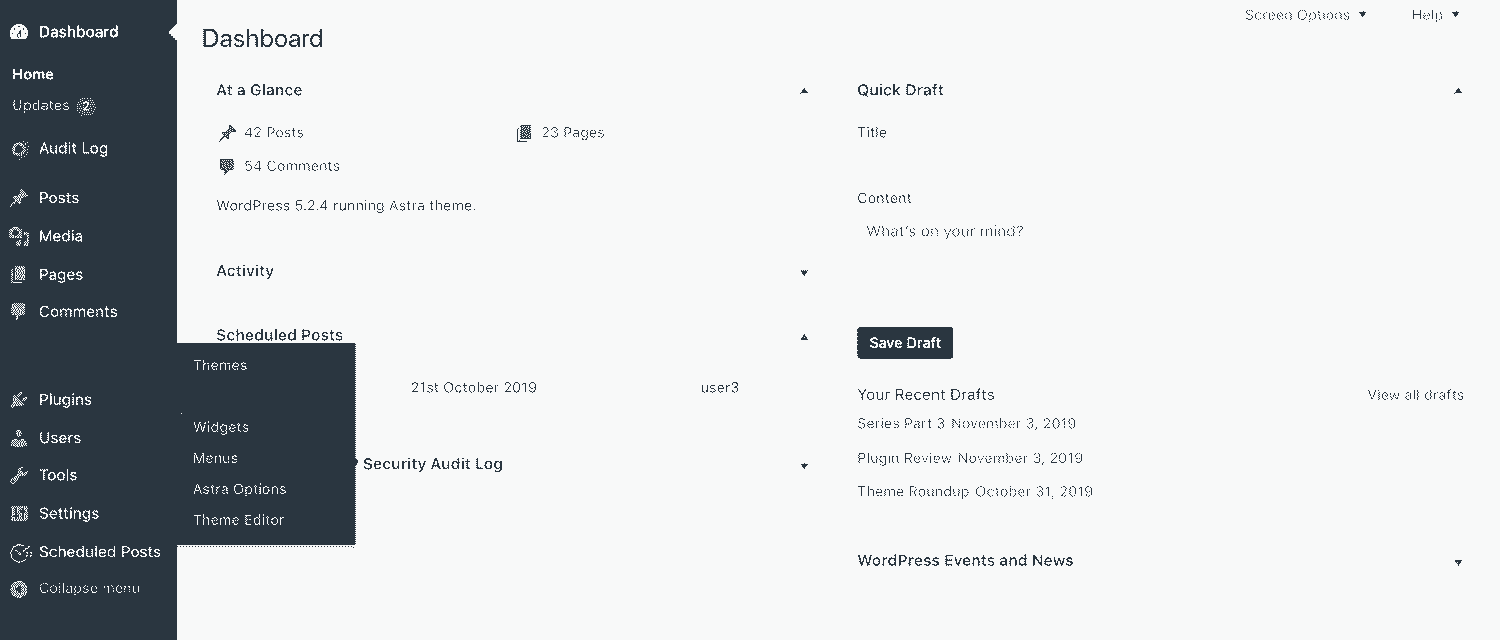 Screen Options
Help
Dashboard
Home
Updates 2
Audit Log
Posts
Media
Pages
Comments
Plugins
Users
Tools
Settings
Scheduled Posts
Collapse menu
Themes
Widgets
Menus
Astra Options
Theme Editor
Dashboard
At a Glance
42 Posts
23 Pages
54 Comments
WordPress 5.2.4 running Astra theme.
Activity
Scheduled Posts
21st October 2019 user3
Security Audit Log
Quick Draft
Title
Content
What's on your mind?
Save Draft
Your Recent Drafts
View all drafts
Series Part 3 November 3, 2019
Plugin Review November 3, 2019
Theme Roundup October 31, 2019
WordPress Events and News